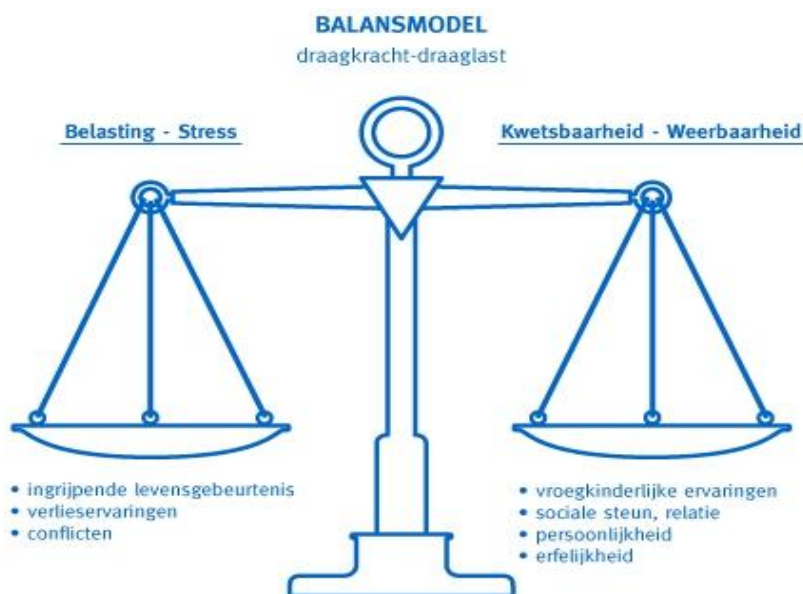 BALANSMODEL
draagkracht-draaglast
Belasting - Stress
Kwetsbaarheid - Weerbaarheid
• ingrijpende levensgebeurtenis
• verlieservaringen
• conflicten
• vroegkinderlijke ervaringen
• sociale steun, relatie
• persoonlijkheid
• erfelijkheid